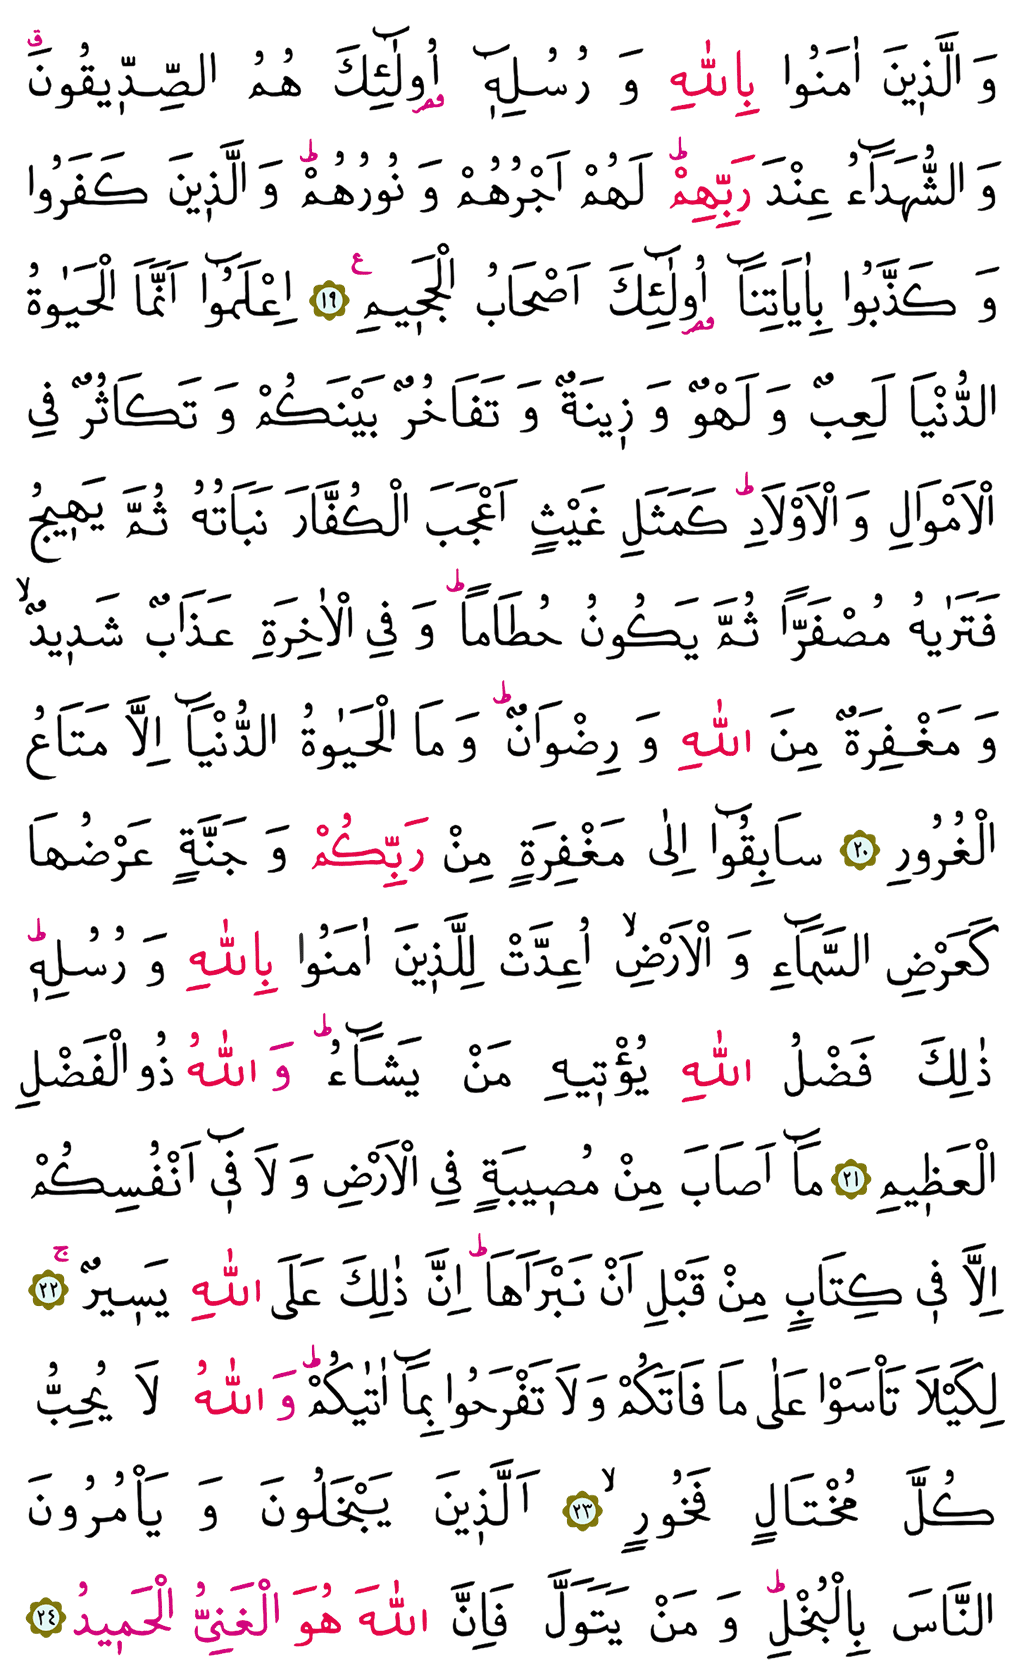 وَ الَّذٖينَ اٰمَنُوا بِاللّٰهِ وَ رُسُلِهٖٓ اُولٰٓئِكَ هُمُ الصِّدّٖيقُونَۗ
وَ الشُّهَدَٓاءُ عِنْدَ رَبِّهِمْؕ لَهُمْ اَجْرُهُمْ وَ نُورُهُمْؕ وَ الَّذٖينَ كَفَرُوا
وَ كَذَّبُوا بِاٰيَاتِنَٓا اُولٰٓئِكَ اَصْحَابُ الْجَحٖيمِ ع ﴿١٩﴾ اِعْلَمُٓوا اَنَّمَا الْحَيٰوةُ
الدُّنْيَا لَعِبٌ وَ لَهْوٌ وَ زٖينَةٌ وَ تَفَاخُرٌ بَيْنَكُمْ وَ تَكَاثُرٌ فِي
الْاَمْوَالِ وَ الْاَوْلَادِؕ كَمَثَلِ غَيْثٍ اَعْجَبَ الْكُفَّارَ نَبَاتُهُ ثُمَّ يَهٖيجُ
فَتَرٰيهُ مُصْفَرًّا ثُمَّ يَكُونُ حُطَامًاؕ وَ فِي الْاٰخِرَةِ عَذَابٌ شَدٖيدٌۙ
وَ مَغْفِرَةٌ مِنَ اللّٰهِ وَ رِضْوَانٌؕ وَ مَا الْحَيٰوةُ الدُّنْيَٓا اِلَّا مَتَاعُ
الْغُرُورِ ﴿٢٠﴾ سَابِقُٓوا اِلٰى مَغْفِرَةٍ مِنْ رَبِّكُمْ وَ جَنَّةٍ عَرْضُهَا
كَعَرْضِ السَّمَٓاءِ وَ الْاَرْضِۙ اُعِدَّتْ لِلَّذٖينَ اٰمَنُوا بِاللّٰهِ وَ رُسُلِهٖؕ
ذٰلِكَ فَضْلُ اللّٰهِ يُؤْتٖيهِ مَنْ يَشَٓاءُؕ وَ اللّٰهُ ذُو الْفَضْلِ
الْعَظٖيمِ ﴿٢١﴾ مَٓا اَصَابَ مِنْ مُصٖيبَةٍ فِي الْاَرْضِ وَ لَا فٖٓي اَنْفُسِكُمْ
اِلَّا فٖي كِتَابٍ مِنْ قَبْلِ اَنْ نَبْرَاَهَاؕ اِنَّ ذٰلِكَ عَلَى اللّٰهِ يَسٖيرٌۚ ﴿٢٢﴾
لِكَيْلَا تَاْسَوْا عَلٰى مَا فَاتَكُمْ وَ لَا تَفْرَحُوا بِمَٓا اٰتٰيكُمْؕ وَ اللّٰهُ لَا يُحِبُّ
كُلَّ مُخْتَالٍ فَخُورٍۙ ﴿٢٣﴾ اَلَّذٖينَ يَبْخَلُونَ وَ يَاْمُرُونَ
النَّاسَ بِالْبُخْلِؕ وَ مَنْ يَتَوَلَّ فَاِنَّ اللّٰهَ هُوَ الْغَنِيُّ الْحَمٖيدُ ﴿٢٤﴾